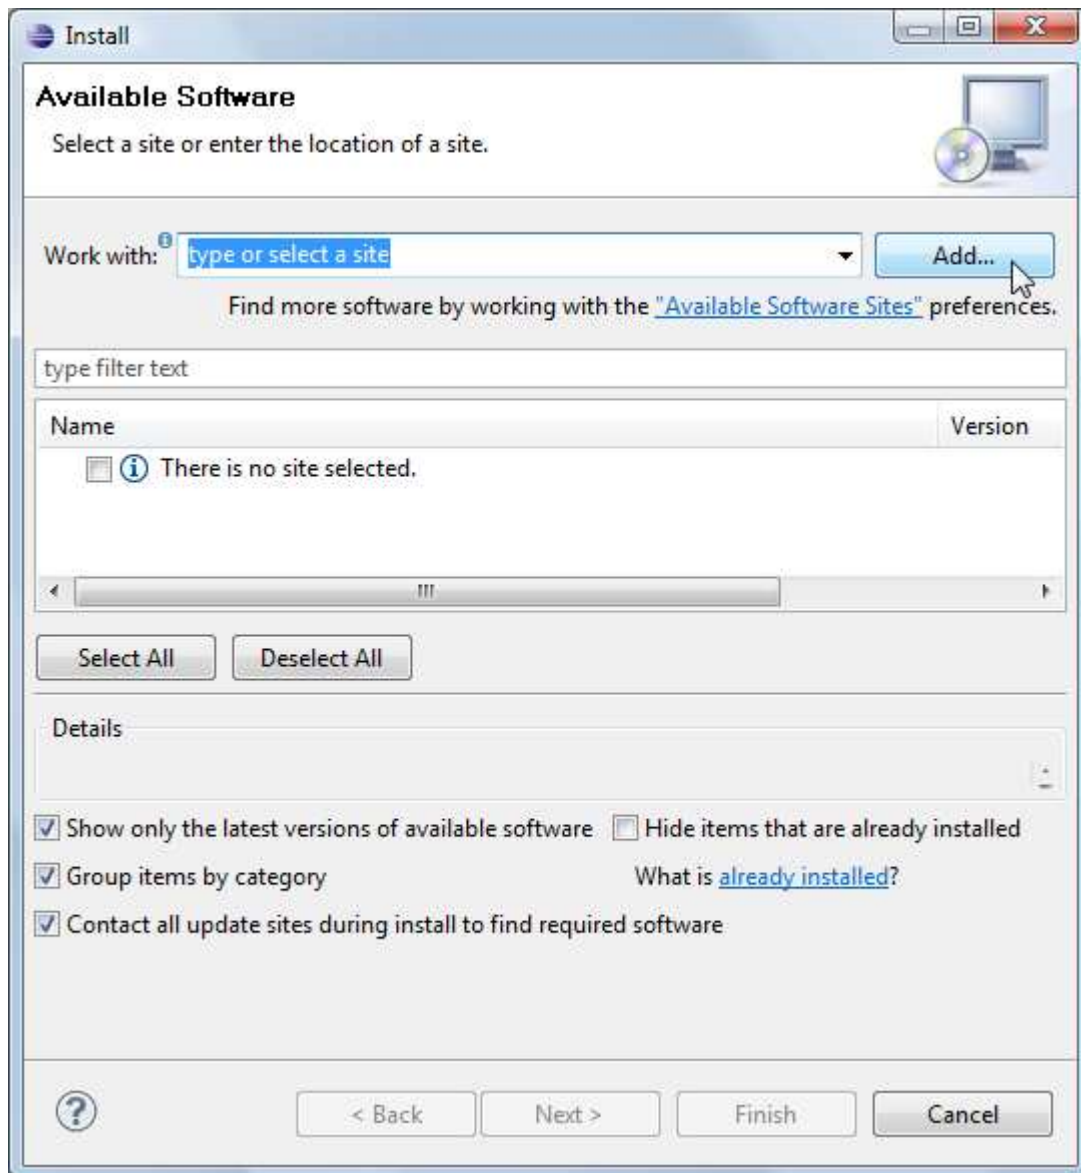 Install
Available Software
Select a site or enter the location of a site.
Work with: type or select a site Add...
Find more software by working with the "Available Software Sites" preferences.
type filter text
Name Version
There is no site selected.
Select All Deselect All
Details
Show only the latest versions of available software Hide items that are already installed
Group items by category What is already installed?
Contact all update sites during install to find required software
? < Back Next > Finish Cancel